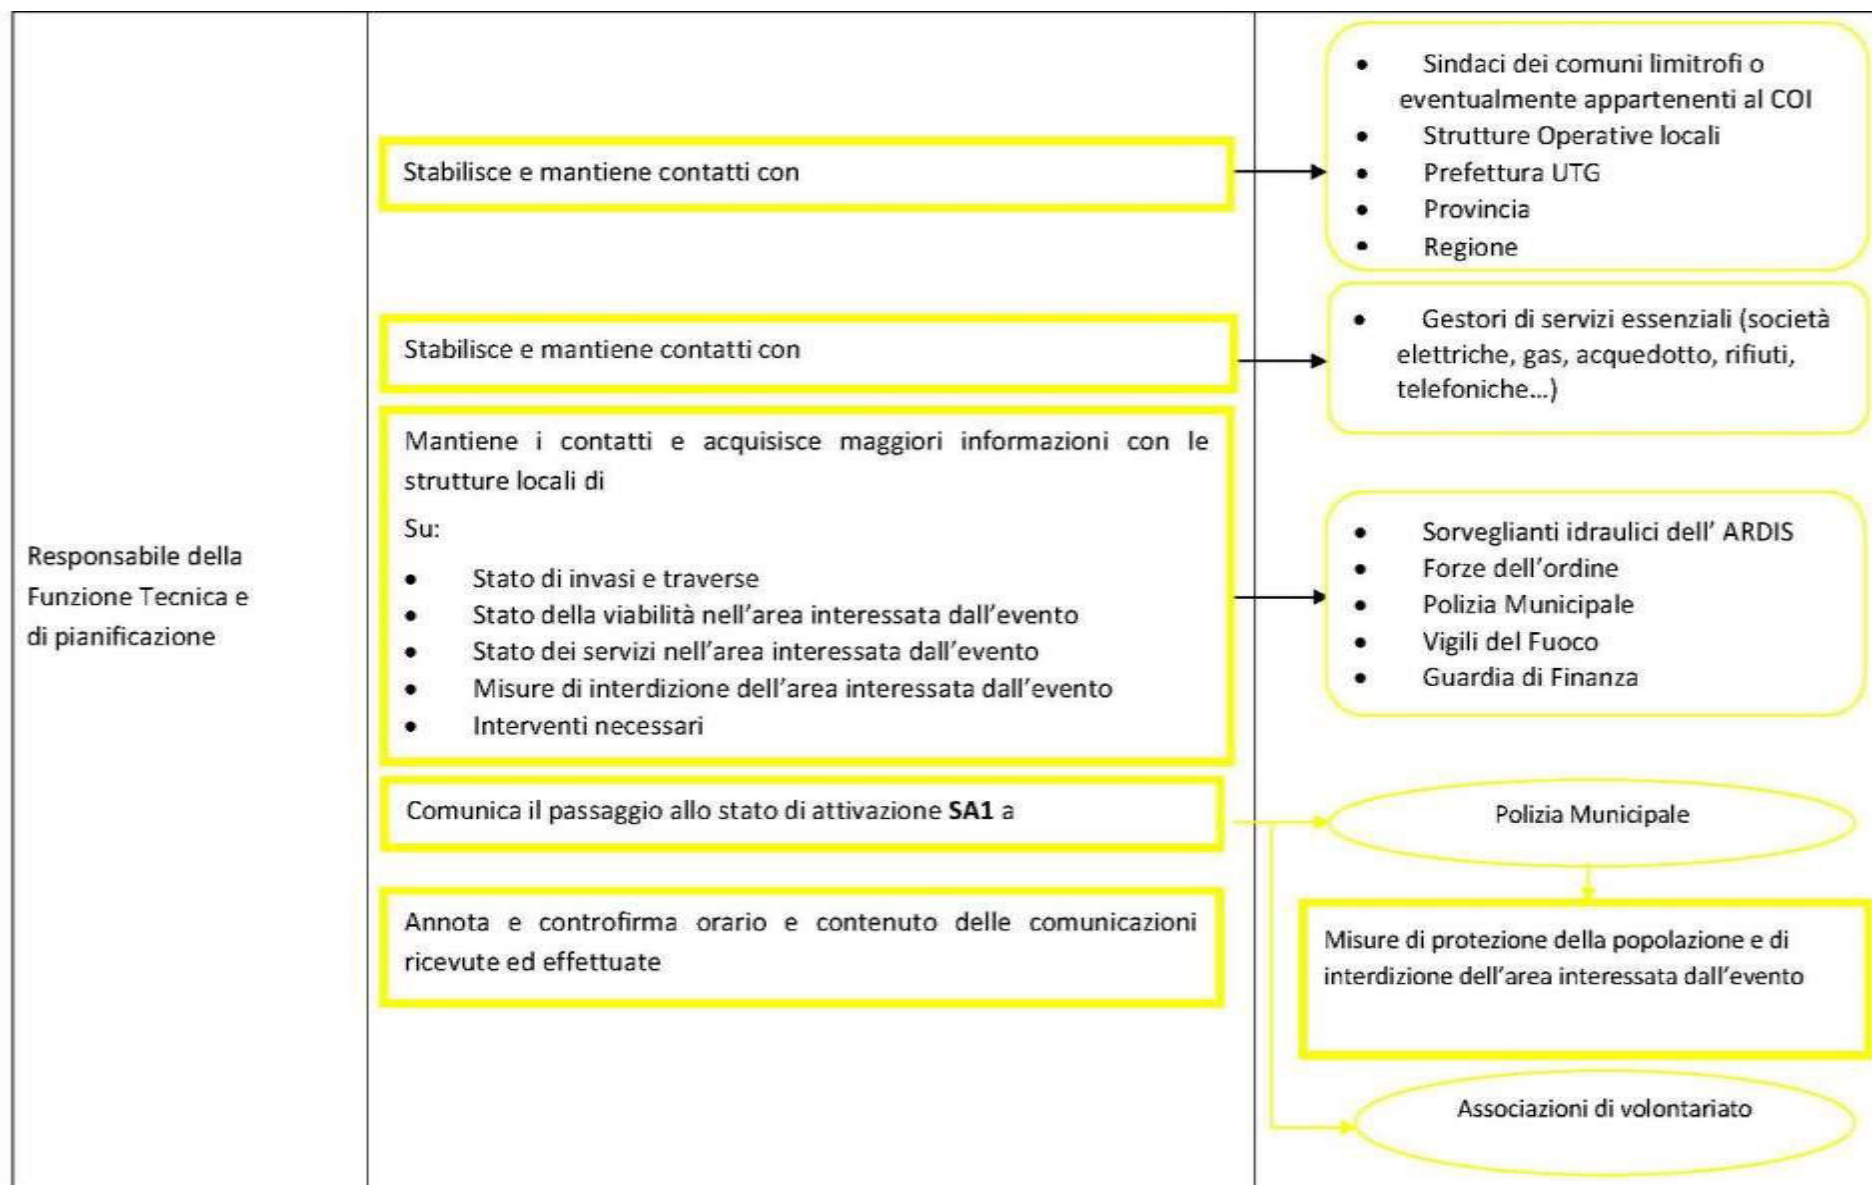 Responsabile della
Funzione Tecnica e
di pianificazione
Stabilisce e mantiene contatti con
• Sindaci dei comuni limitrofi o
eventualmente appartenenti al COI
• Strutture Operative locali
• Prefettura UTG
• Provincia
• Regione
Stabilisce e mantiene contatti con
• Gestori di servizi essenziali (società
elettriche, gas, acquedotto, rifiuti,
telefoniche...)
Mantiene i contatti e acquisisce maggiori informazioni con le
strutture locali di
Su:
• Stato di invasi e traverse
• Stato della viabilità nell'area interessata dall'evento
• Stato dei servizi nell'area interessata dall'evento
• Misure di interdizione dell'area interessata dall'evento
• Interventi necessari
• Sorveglianti idraulici dell' ARDIS
• Forze dell'ordine
• Polizia Municipale
• Vigili del Fuoco
• Guardia di Finanza
Comunica il passaggio allo stato di attivazione SA1 a
Polizia Municipale
Misure di protezione della popolazione e di
interdizione dell'area interessata dall'evento
Associazioni di volontariato
Annota e controfirma orario e contenuto delle comunicazioni
ricevute ed effettuate